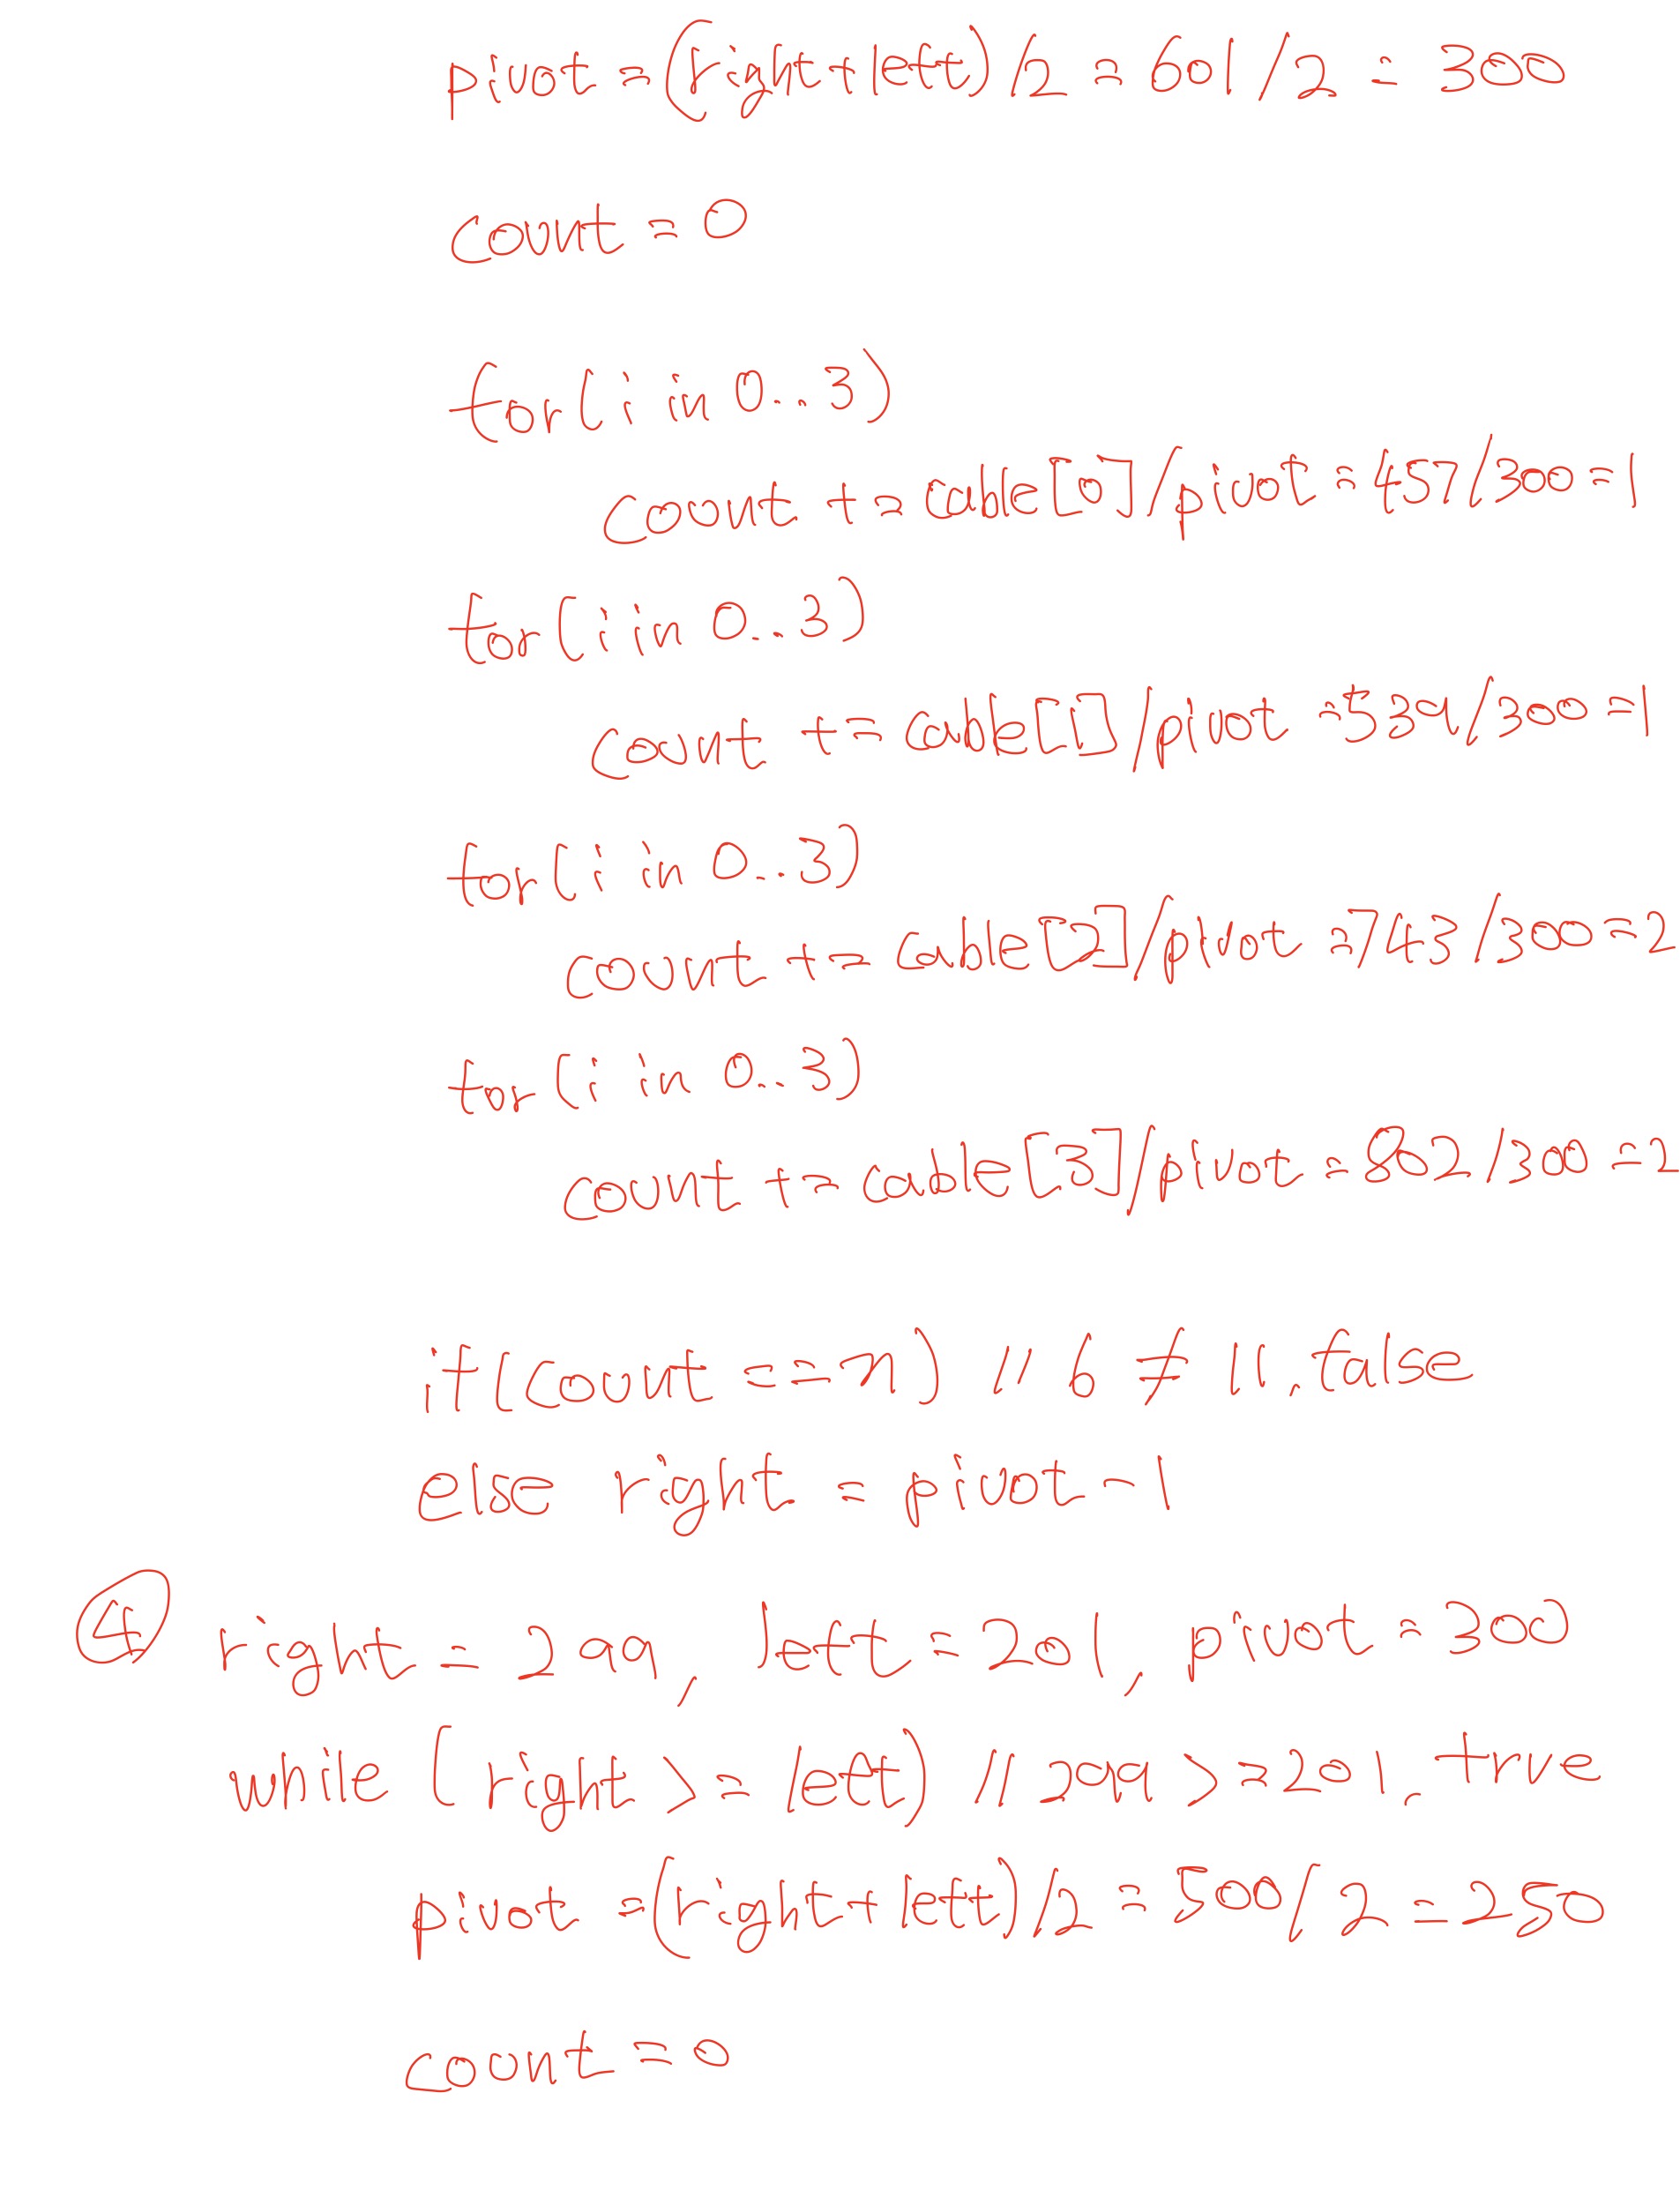 pivot = (right+left)/2 = 601/2 = 300
count = 0
for(i in 0..3)
count += cable[0]/pivot = 457/300=1
for(i in 0..3)
count += cable[1]/pivot =539/300=1
for(i in 0..3)
count += cable[2]/pivot =743/300=2
for(i in 0..3)
count += cable[3]/pivot=802/300=2
if(count ==n) // 6 ≠ 11. false
else right = pivot-1
④ right = 299, left = 201, pivot = 300
while (right >= left) // 299 >=201. true
pivot =(right+left)/2 = 500/2 = 250
count = 0